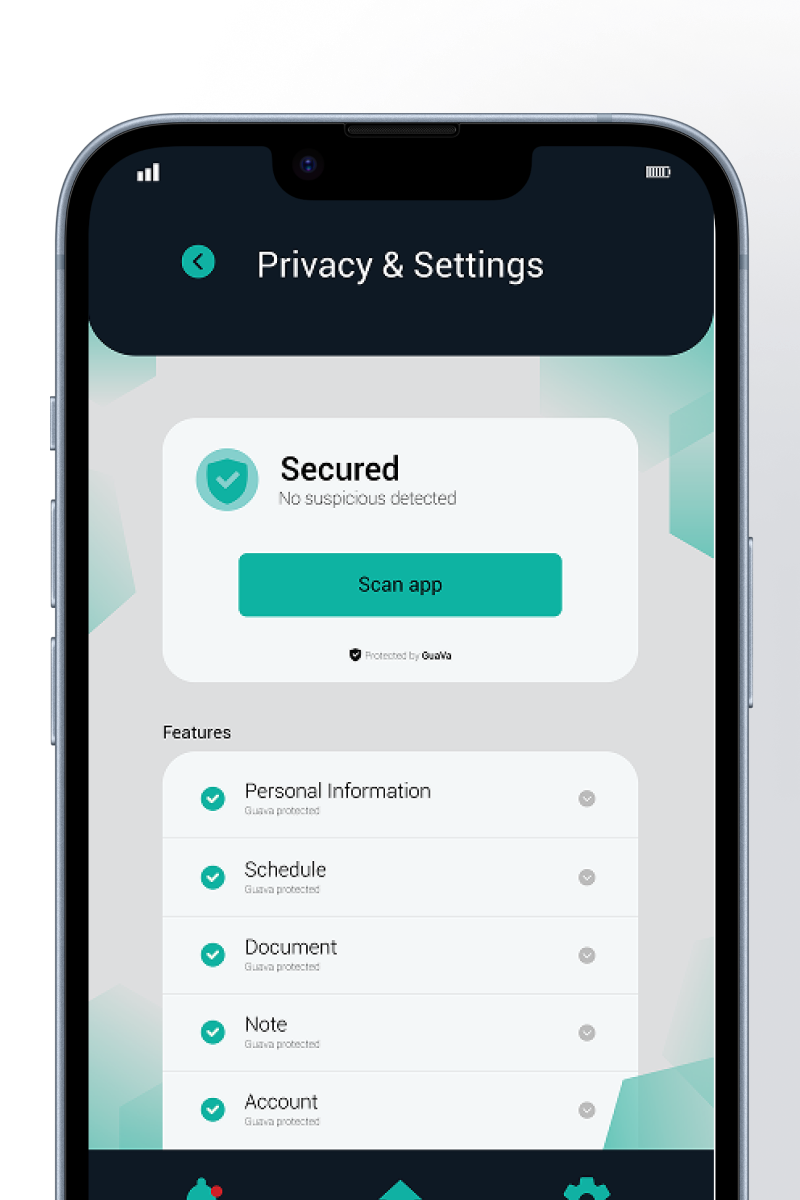 Privacy & Settings
Secured
No suspicious detected
Scan app
Protected by GuaVa
Features
Personal Information
Guava protected
Schedule
Guava protected
Document
Guava protected
Note
Guava protected
Account
Guava protected